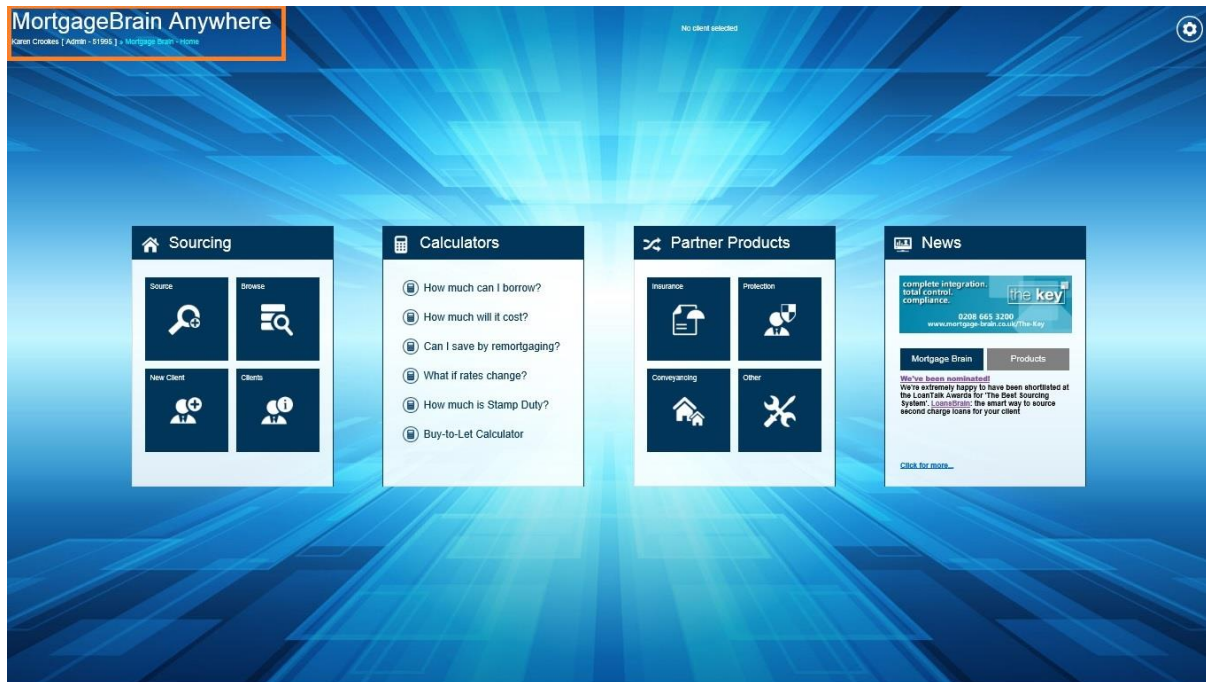 MortgageBrain Anywhere
Karen Crookes [ Admin - 51995 ] » Mortgage Brain - Home
No client selected
Sourcing
Source
Browse
New Client
Clients
Calculators
How much can I borrow?
How much will it cost?
Can I save by remortgaging?
What if rates change?
How much is Stamp Duty?
Buy-to-Let Calculator
Partner Products
Insurance
Protection
Conveyancing
Other
News
complete integration.
total control.
compliance.
the key
0208 665 3200
www.mortgage-brain.co.uk/The-Key
Mortgage Brain
Products
We've been nominated!
We're extremely happy to have been shortlisted at
the LoanTalk Awards for 'The Best Sourcing
System'. LoansBrain: the smart way to source
second charge loans for your client
Click for more...